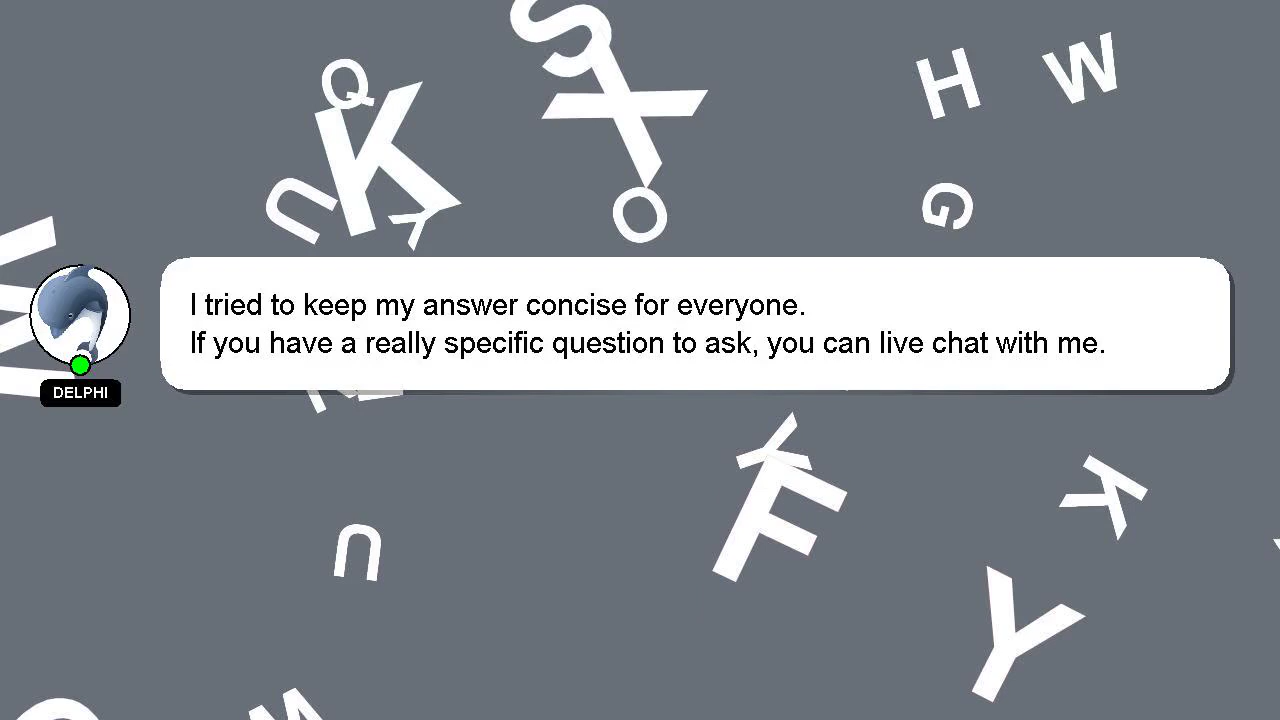 I tried to keep my answer concise for everyone.
If you have a really specific question to ask, you can live chat with me.
DELPHI
S
Q
K
X
H
W
U
Y
O
G
W
K
F
K
U
Y
M